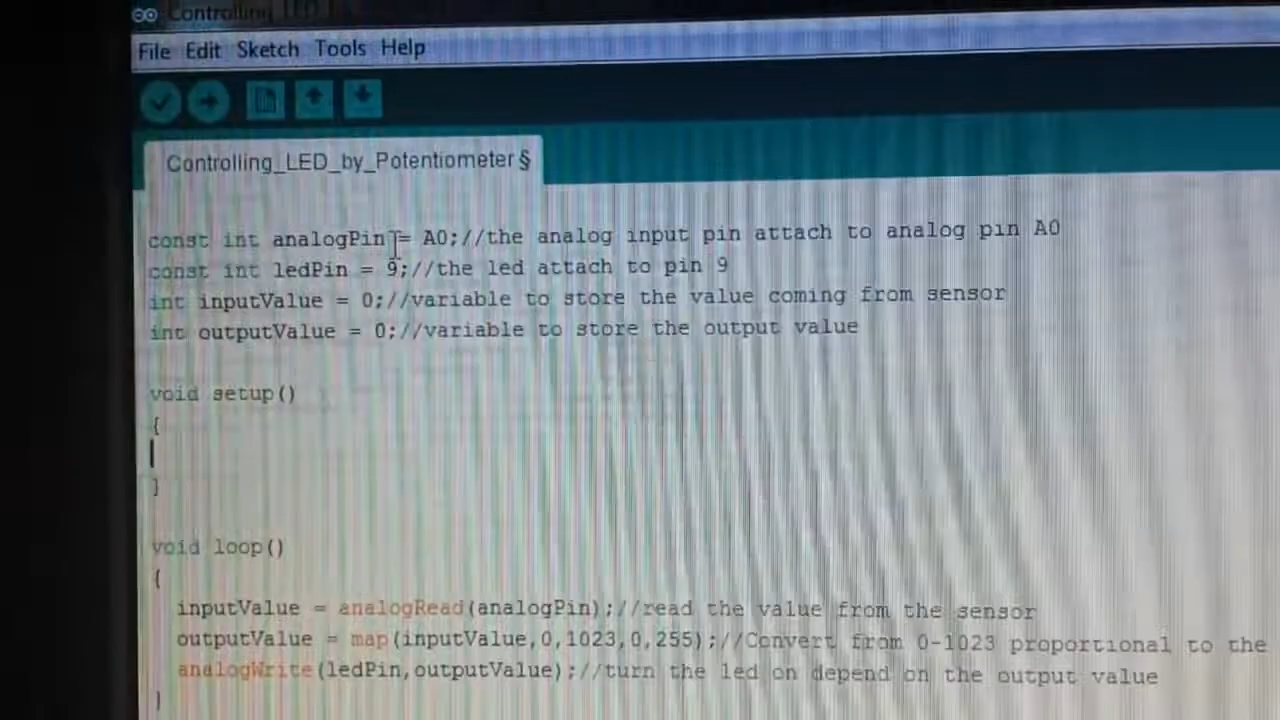 Controlling_LED_
File Edit Sketch Tools Help
Controlling_LED_by_Potentiometer §
const int analogPin = A0;//the analog input pin attach to analog pin A0
const int ledPin = 9;//the led attach to pin 9
int inputValue = 0;//variable to store the value coming from sensor
int outputValue = 0;//variable to store the output value
void setup()
{
}
void loop()
{
inputValue = analogRead(analogPin);//read the value from the sensor
outputValue = map(inputValue,0,1023,0,255);//Convert from 0-1023 proportional to the
analogWrite(ledPin,outputValue);//turn the led on depend on the output value
}